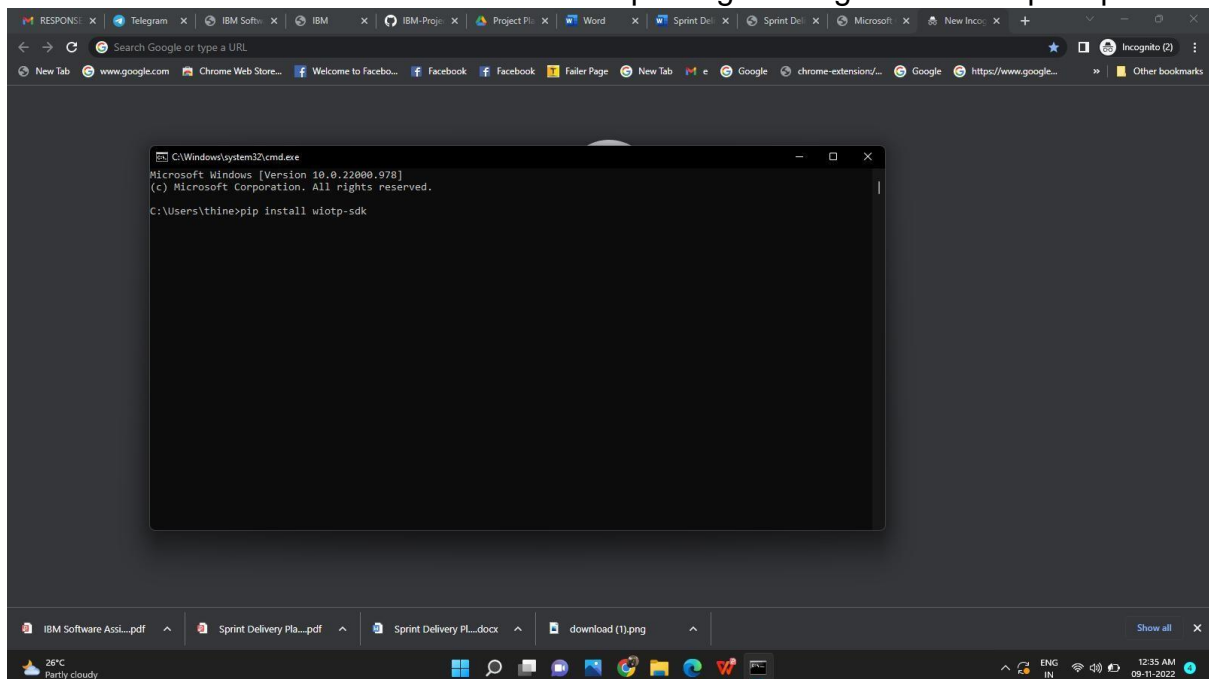 RESPONSE
Telegram
IBM Softw
IBM
IBM-Proje
Project Pla
Word
Sprint Deli
Sprint Deli
Microsoft
New Incog
Search Google or type a URL
Incognito (2)
New Tab
www.google.com
Chrome Web Store...
Welcome to Facebo...
Facebook
Facebook
Failer Page
New Tab
e
Google
chrome-extension:/...
Google
https://www.google...
»
Other bookmarks
C:\Windows\system32\cmd.exe
Microsoft Windows [Version 10.0.22000.978]
(c) Microsoft Corporation. All rights reserved.
C:\Users\thine>pip install wiotp-sdk
IBM Software Assi....pdf
Sprint Delivery Pla....pdf
Sprint Delivery Pl....docx
download (1).png
Show all
26°C
Partly cloudy
ENG
IN
12:35 AM
09-11-2022
4